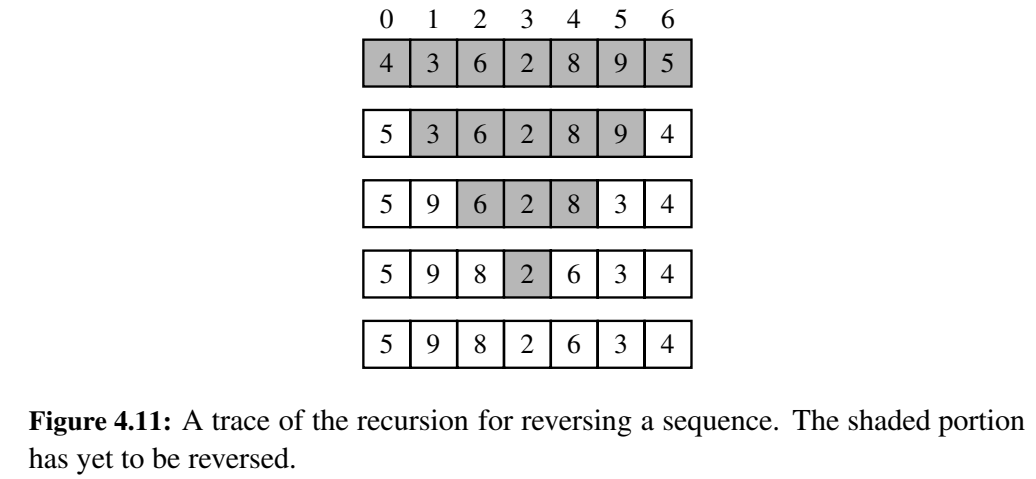 0 1 2 3 4 5 6
4 3 6 2 8 9 5
5 3 6 2 8 9 4
5 9 6 2 8 3 4
5 9 8 2 6 3 4
5 9 8 2 6 3 4
Figure 4.11: A trace of the recursion for reversing a sequence. The shaded portion
has yet to be reversed.